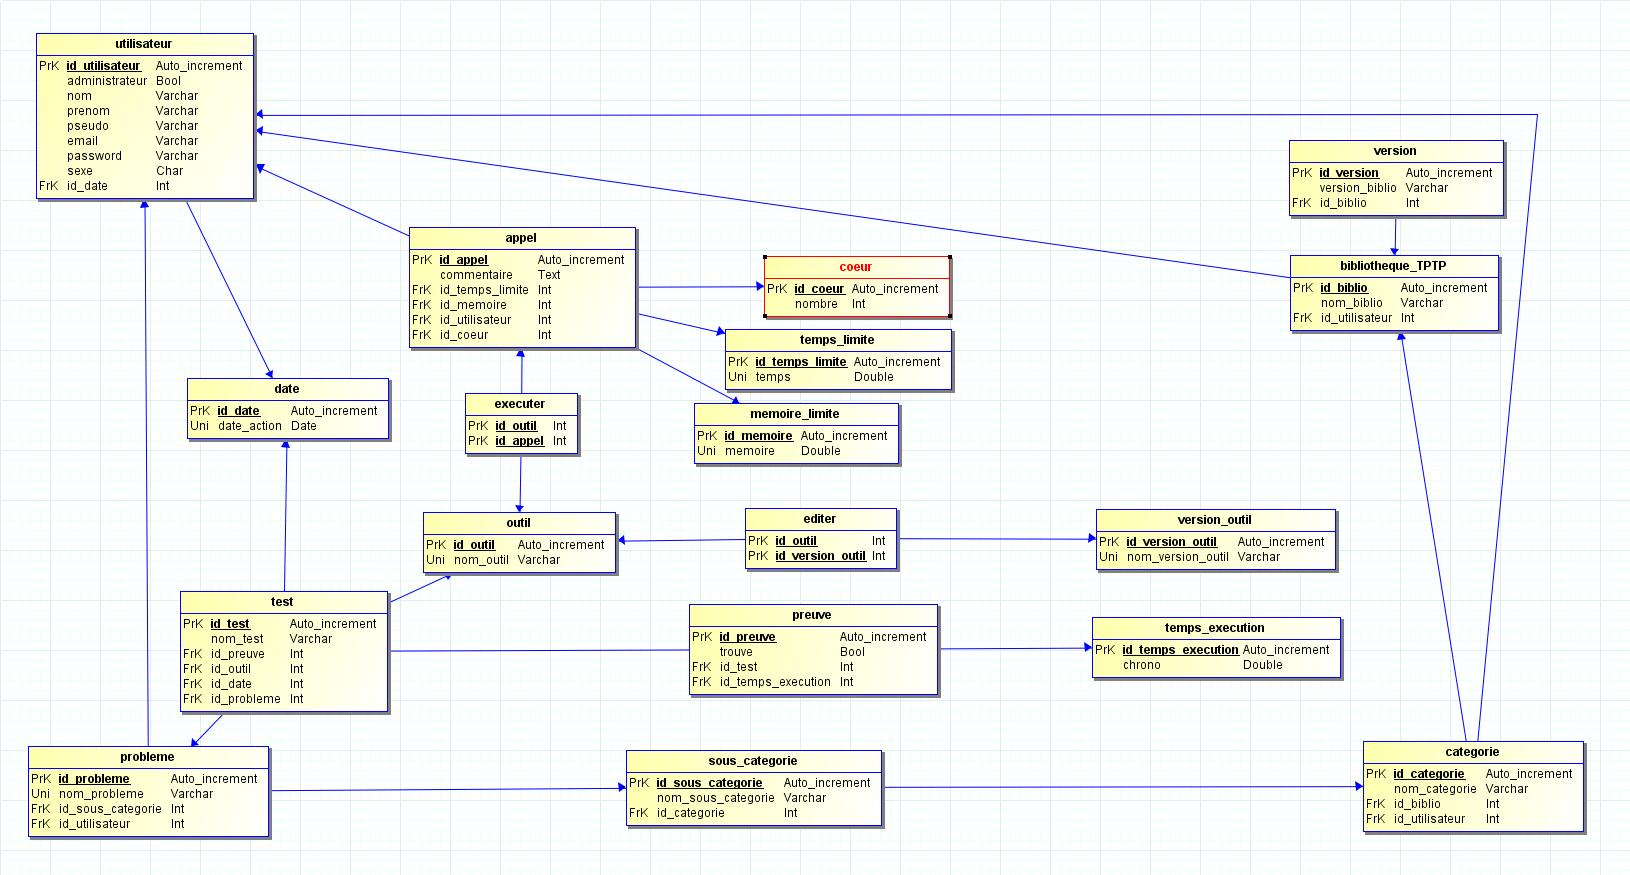 utilisateur
PrK id_utilisateur Auto_increment
administrateur Bool
nom Varchar
prenom Varchar
pseudo Varchar
email Varchar
password Varchar
sexe Char
FrK id_date Int
version
PrK id_version Auto_increment
version_biblio Varchar
FrK id_biblio Int
appel
PrK id_appel Auto_increment
commentaire Text
FrK id_temps_limite Int
FrK id_memoire Int
FrK id_utilisateur Int
FrK id_coeur Int
coeur
PrK id_coeur Auto_increment
nombre Int
bibliotheque_TPTP
PrK id_biblio Auto_increment
nom_biblio Varchar
FrK id_utilisateur Int
temps_limite
PrK id_temps_limite Auto_increment
Uni temps Double
date
PrK id_date Auto_increment
Uni date_action Date
executer
PrK id_outil Int
PrK id_appel Int
memoire_limite
PrK id_memoire Auto_increment
Uni memoire Double
outil
PrK id_outil Auto_increment
Uni nom_outil Varchar
editer
PrK id_outil Int
PrK id_version_outil Int
version_outil
PrK id_version_outil Auto_increment
Uni nom_version_outil Varchar
test
PrK id_test Auto_increment
nom_test Varchar
FrK id_preuve Int
FrK id_outil Int
FrK id_date Int
FrK id_probleme Int
preuve
PrK id_preuve Auto_increment
trouve Bool
FrK id_test Int
FrK id_temps_execution Int
temps_execution
PrK id_temps_execution Auto_increment
chrono Double
probleme
PrK id_probleme Auto_increment
Uni nom_probleme Varchar
FrK id_sous_categorie Int
FrK id_utilisateur Int
sous_categorie
PrK id_sous_categorie Auto_increment
nom_sous_categorie Varchar
FrK id_categorie Int
categorie
PrK id_categorie Auto_increment
nom_categorie Varchar
FrK id_biblio Int
FrK id_utilisateur Int